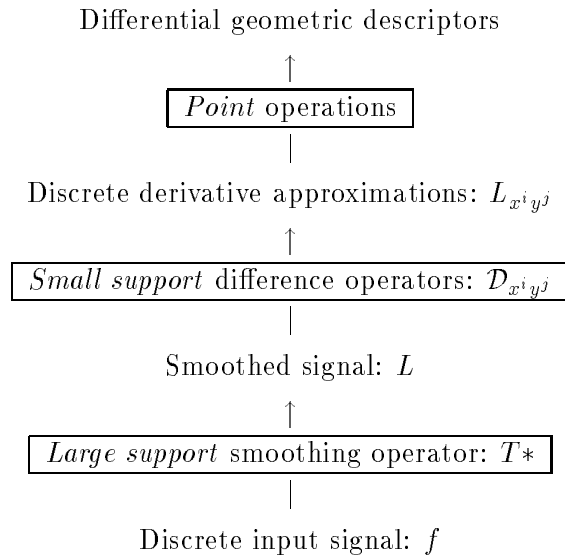 Differential geometric descriptors
↑
Point operations
|
Discrete derivative approximations: $L_{x^i y^j}$
↑
Small support difference operators: $\mathcal{D}_{x^i y^j}$
|
Smoothed signal: $L$
↑
Large support smoothing operator: $T*$
|
Discrete input signal: $f$